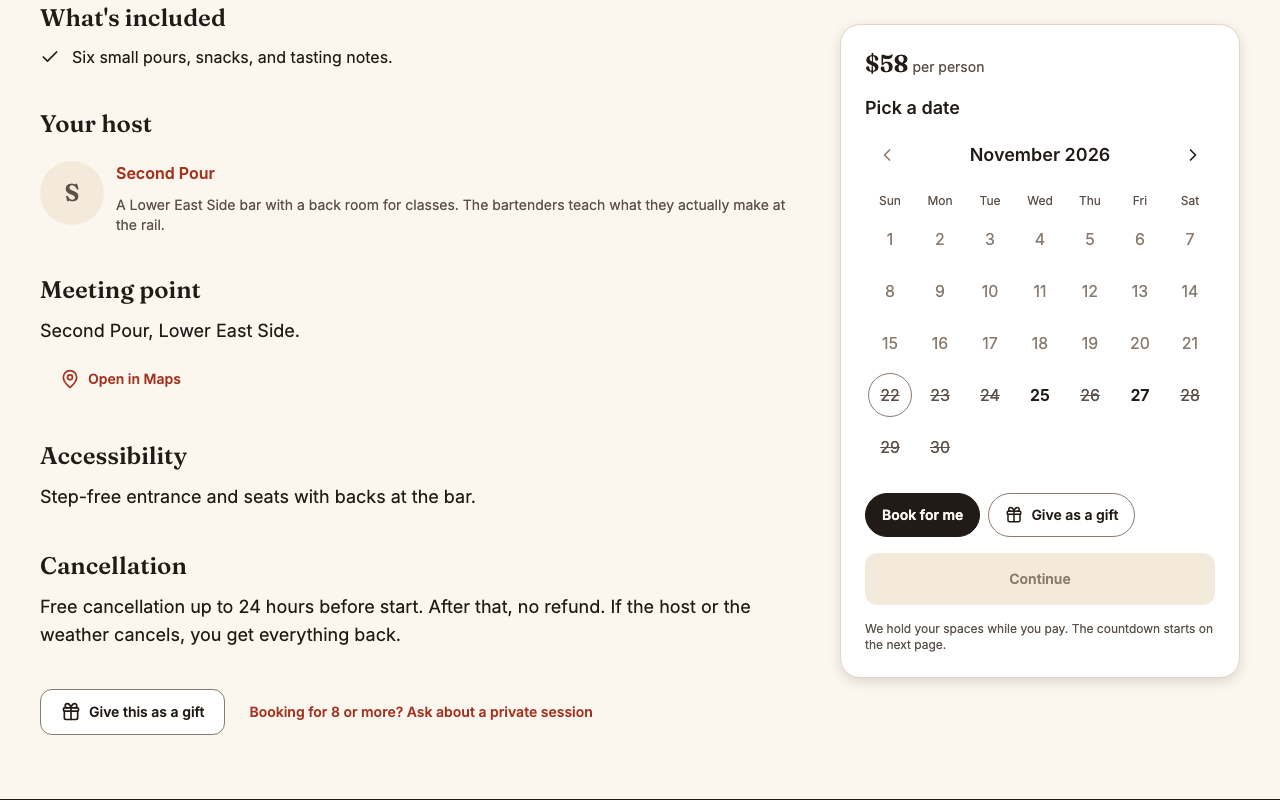 What's included
Six small pours, snacks, and tasting notes.
Your host
S
Second Pour
A Lower East Side bar with a back room for classes. The bartenders teach what they actually make at
the rail.
Meeting point
Second Pour, Lower East Side.
Open in Maps
Accessibility
Step-free entrance and seats with backs at the bar.
Cancellation
Free cancellation up to 24 hours before start. After that, no refund. If the host or the
weather cancels, you get everything back.
Give this as a gift
Booking for 8 or more? Ask about a private session
$58 per person
Pick a date
November 2026
Sun Mon Tue Wed Thu Fri Sat
1 2 3 4 5 6 7
8 9 10 11 12 13 14
15 16 17 18 19 20 21
22 23 24 25 26 27 28
29 30
Book for me
Give as a gift
Continue
We hold your spaces while you pay. The countdown starts on
the next page.